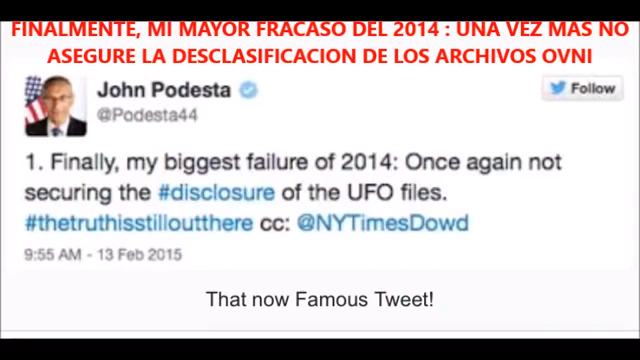 FINALMENTE, MI MAYOR FRACASO DEL 2014 : UNA VEZ MAS NO
ASEGURE LA DESCLASIFICACION DE LOS ARCHIVOS OVNI
John Podesta
@Podesta44
Follow
1. Finally, my biggest failure of 2014: Once again not
securing the #disclosure of the UFO files.
#thetruthisstilloutthere cc: @NYTimesDowd
9:55 AM - 13 Feb 2015
That now Famous Tweet!